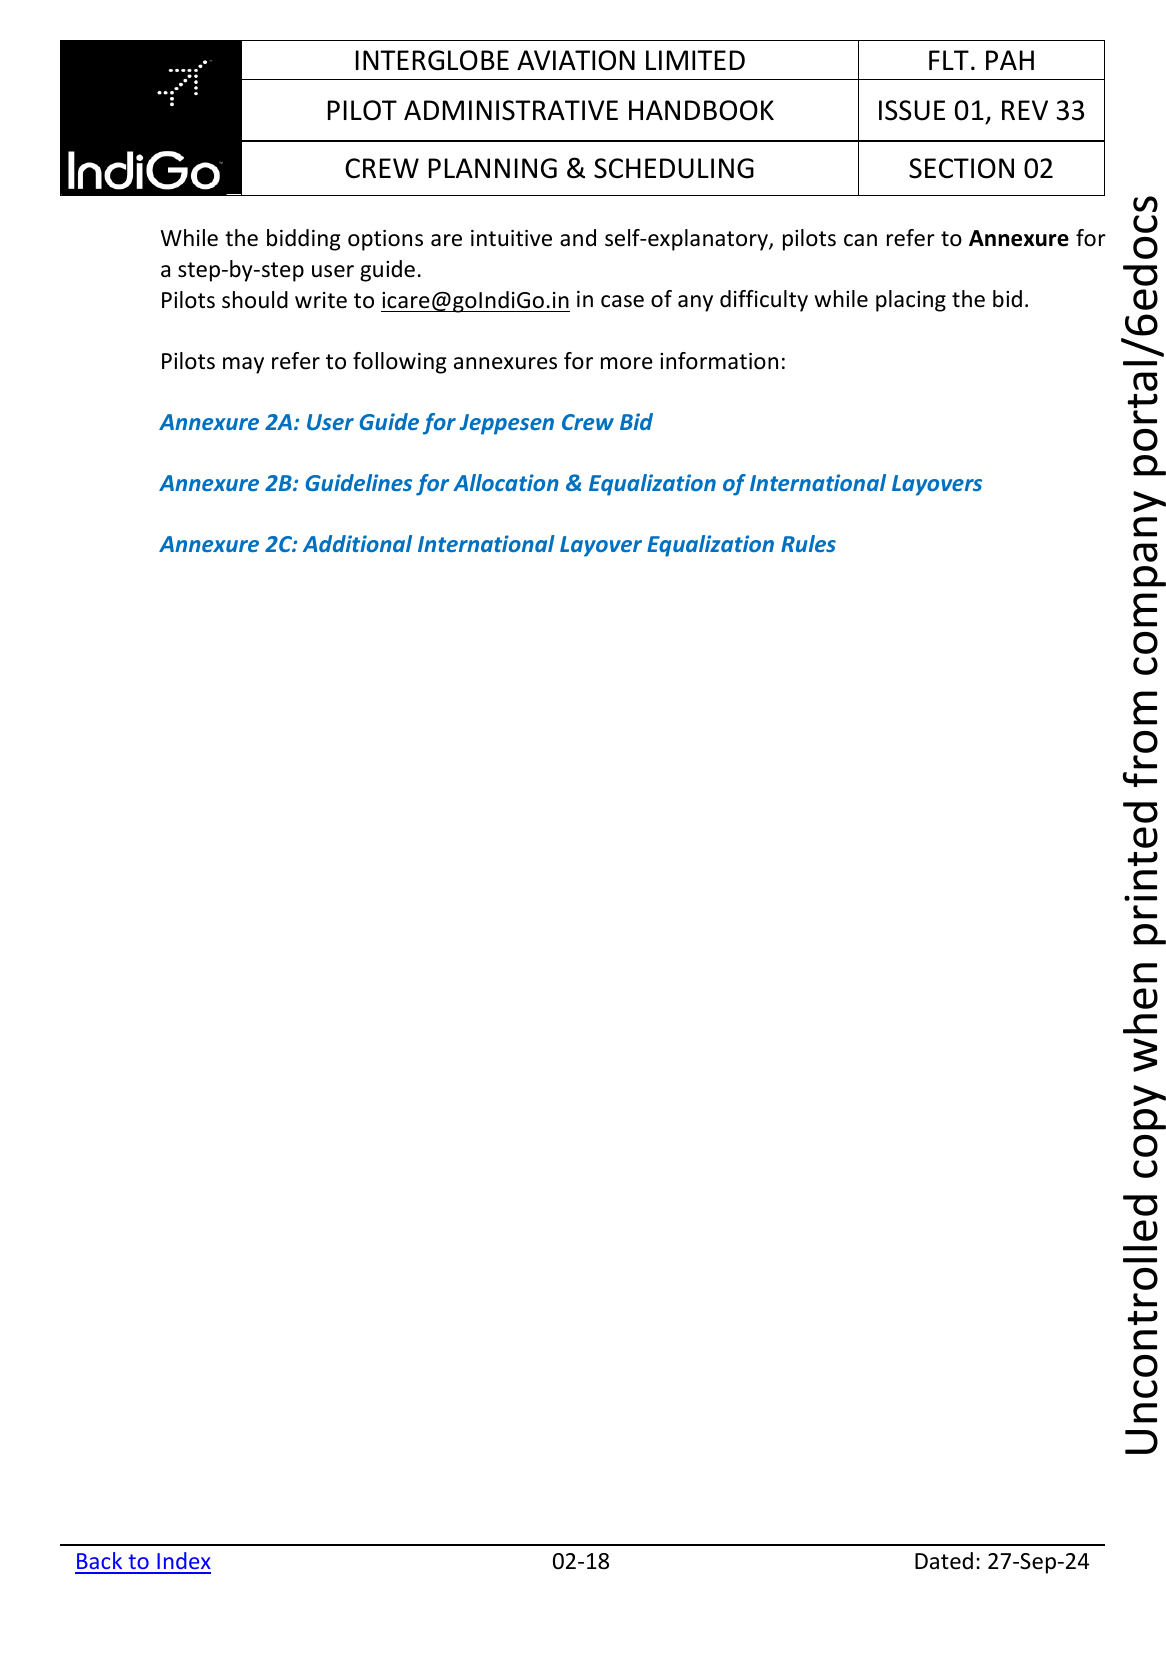 INTERGLOBE AVIATION LIMITED
FLT. PAH
PILOT ADMINISTRATIVE HANDBOOK
ISSUE 01, REV 33
IndiGo
CREW PLANNING & SCHEDULING
SECTION 02
While the bidding options are intuitive and self-explanatory, pilots can refer to Annexure for
a step-by-step user guide.
Pilots should write to icare@goIndiGo.in in case of any difficulty while placing the bid.
Pilots may refer to following annexures for more information:
Annexure 2A: User Guide for Jeppesen Crew Bid
Annexure 2B: Guidelines for Allocation & Equalization of International Layovers
Annexure 2C: Additional International Layover Equalization Rules
Uncontrolled copy when printed from company portal/6edocs
Back to Index
02-18
Dated: 27-Sep-24